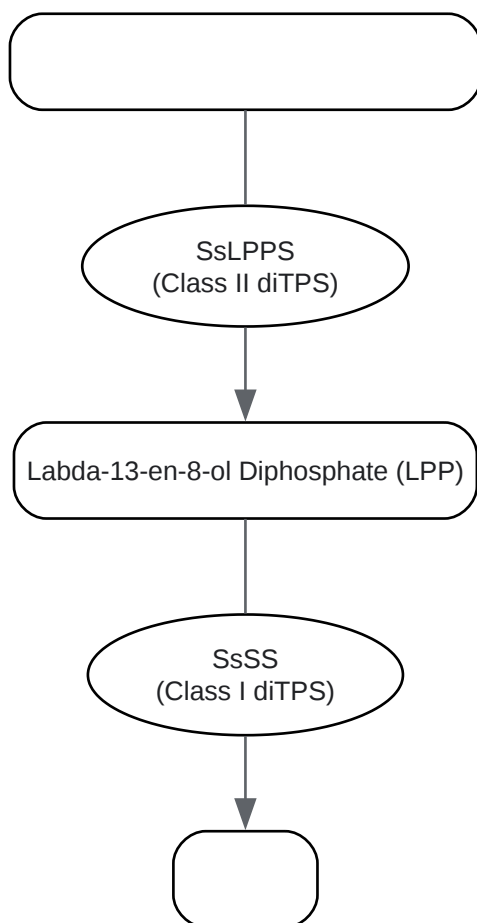 SsLPPS
(Class II diTPS)
Labda-13-en-8-ol Diphosphate (LPP)
SsSS
(Class I diTPS)